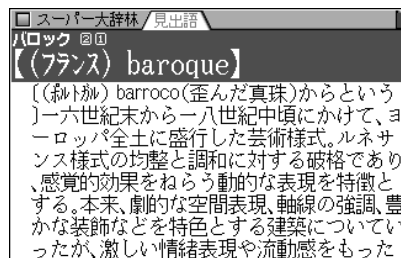 スーパー大辞林 見出語
バロック ②①
【(フランス) baroque】
〔(ポルトガル) barroco(歪んだ真珠)からという
〕一六世紀末から一八世紀中頃にかけて、ヨ
ーロッパ全土に盛行した芸術様式。ルネサ
ンス様式の均整と調和に対する破格であり
、感覚的効果をねらう動的な表現を特徴と
する。本来、劇的な空間表現、軸線の強調、豊
かな装飾などを特色とする建築についてい
ったが、激しい情緒表現や流動感をもった